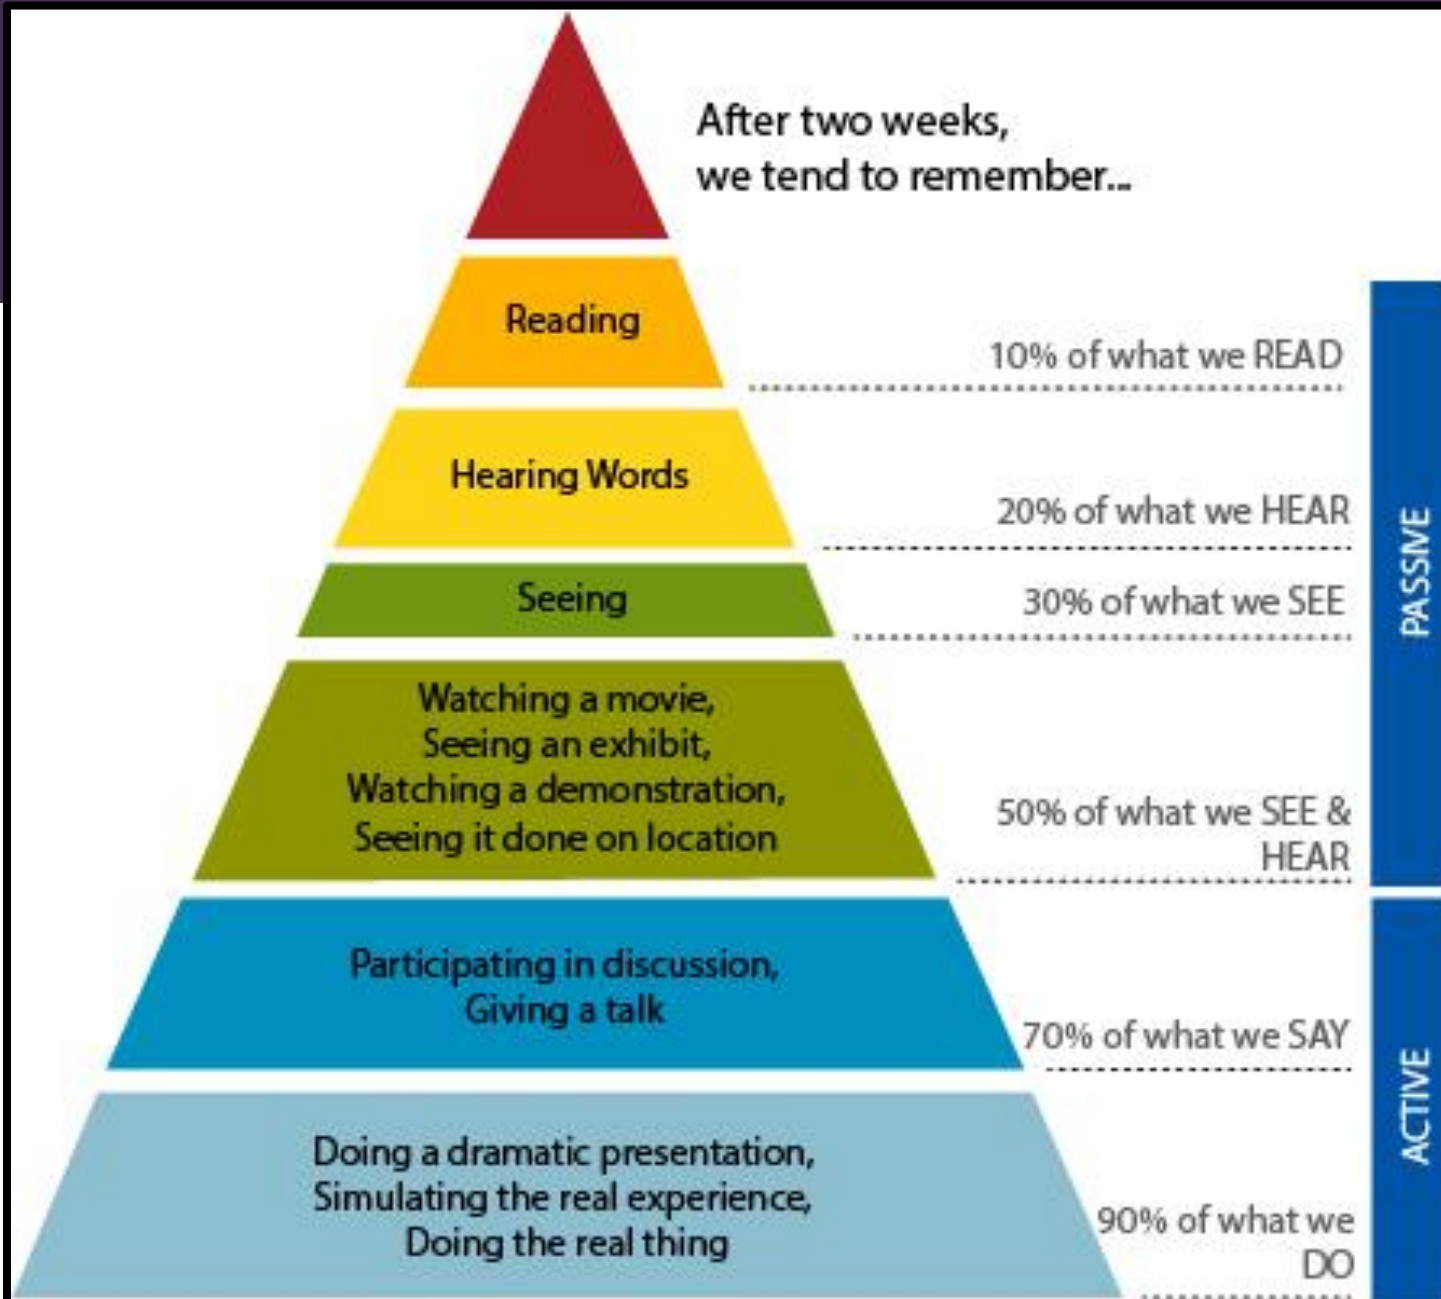 After two weeks,
we tend to remember...
Reading
10% of what we READ
Hearing Words
20% of what we HEAR
Seeing
30% of what we SEE
Watching a movie,
Seeing an exhibit,
Watching a demonstration,
Seeing it done on location
50% of what we SEE &
HEAR
PASSIVE
Participating in discussion,
Giving a talk
70% of what we SAY
Doing a dramatic presentation,
Simulating the real experience,
Doing the real thing
90% of what we
DO
ACTIVE